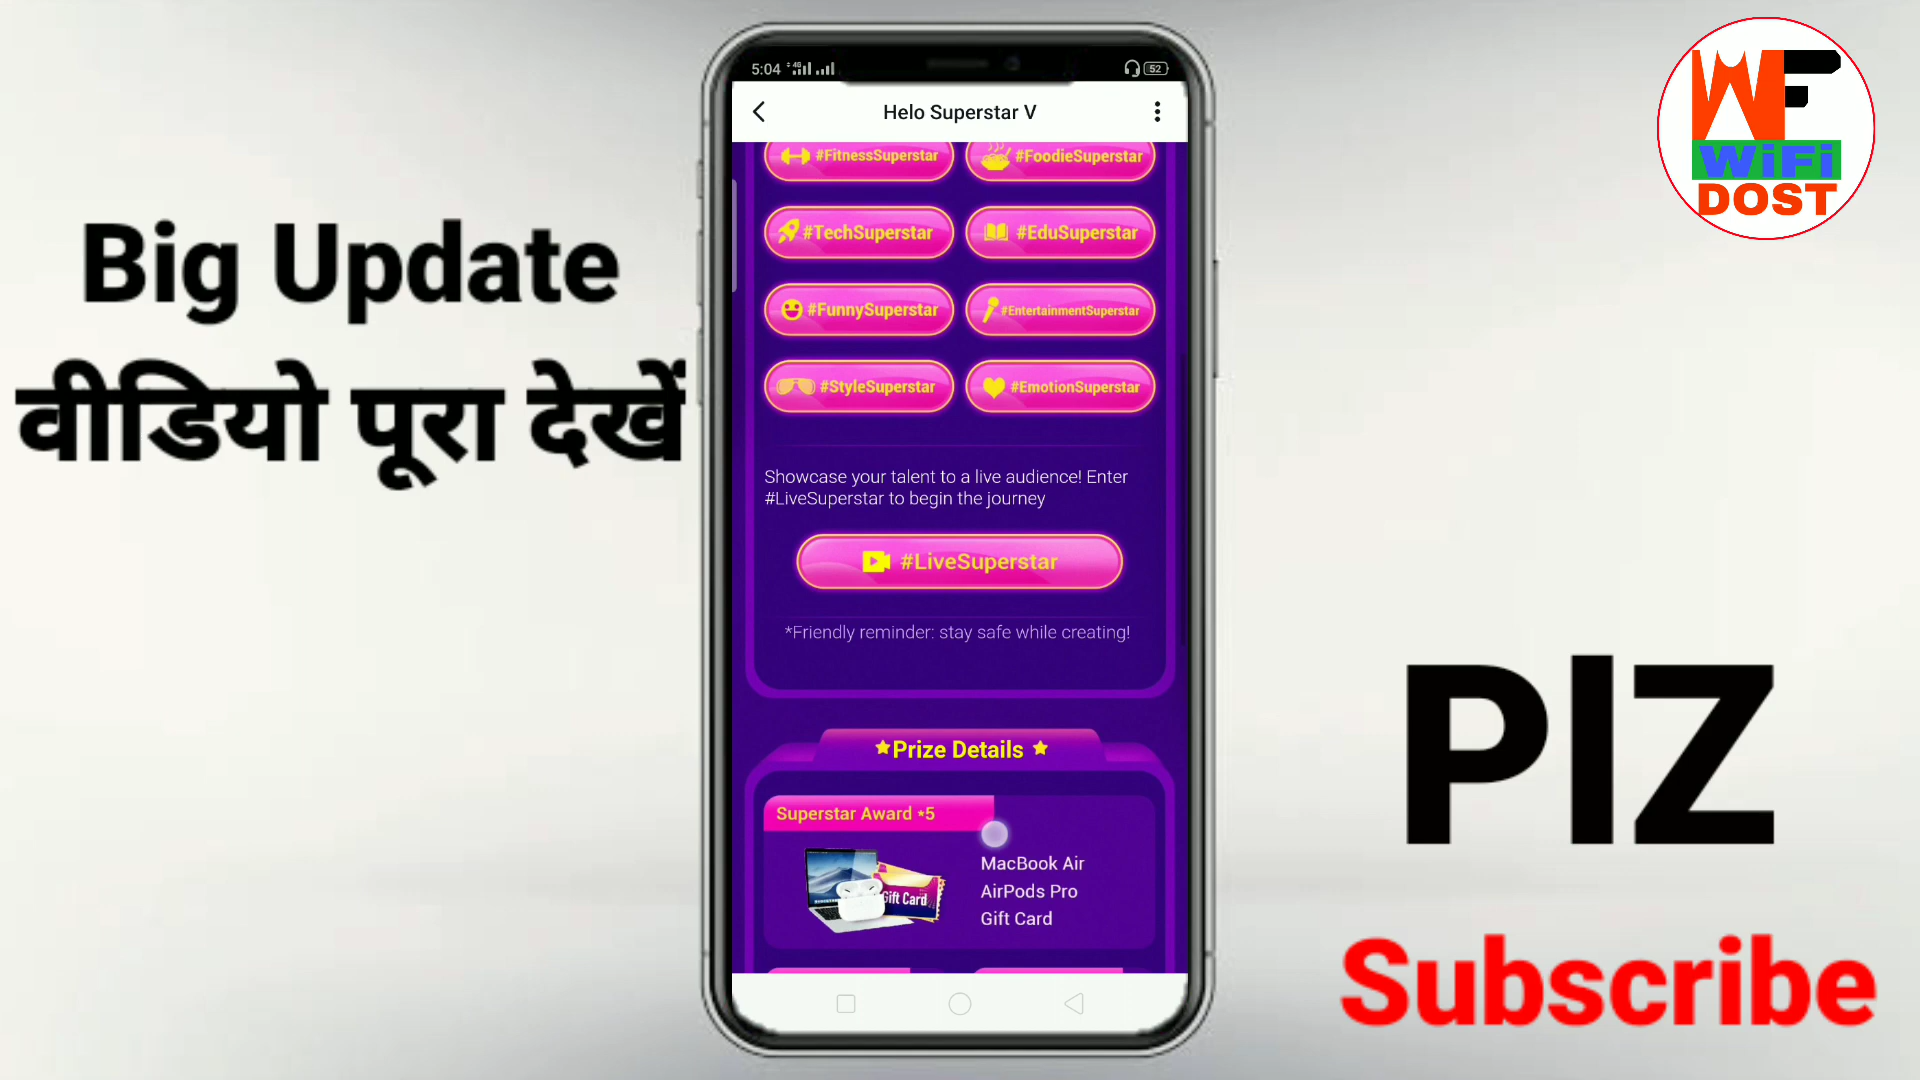 Big Update
वीडियो पूरा देखें
5:04 4G 52
Helo Superstar V
#FitnessSuperstar #FoodieSuperstar
#TechSuperstar #EduSuperstar
#FunnySuperstar #EntertainmentSuperstar
#StyleSuperstar #EmotionSuperstar
Showcase your talent to a live audience! Enter
#LiveSuperstar to begin the journey
#LiveSuperstar
*Friendly reminder: stay safe while creating!
Prize Details
Superstar Award *5
Gift Card
MacBook Air
AirPods Pro
Gift Card
WF
WiFi
DOST
PlZ
Subscribe